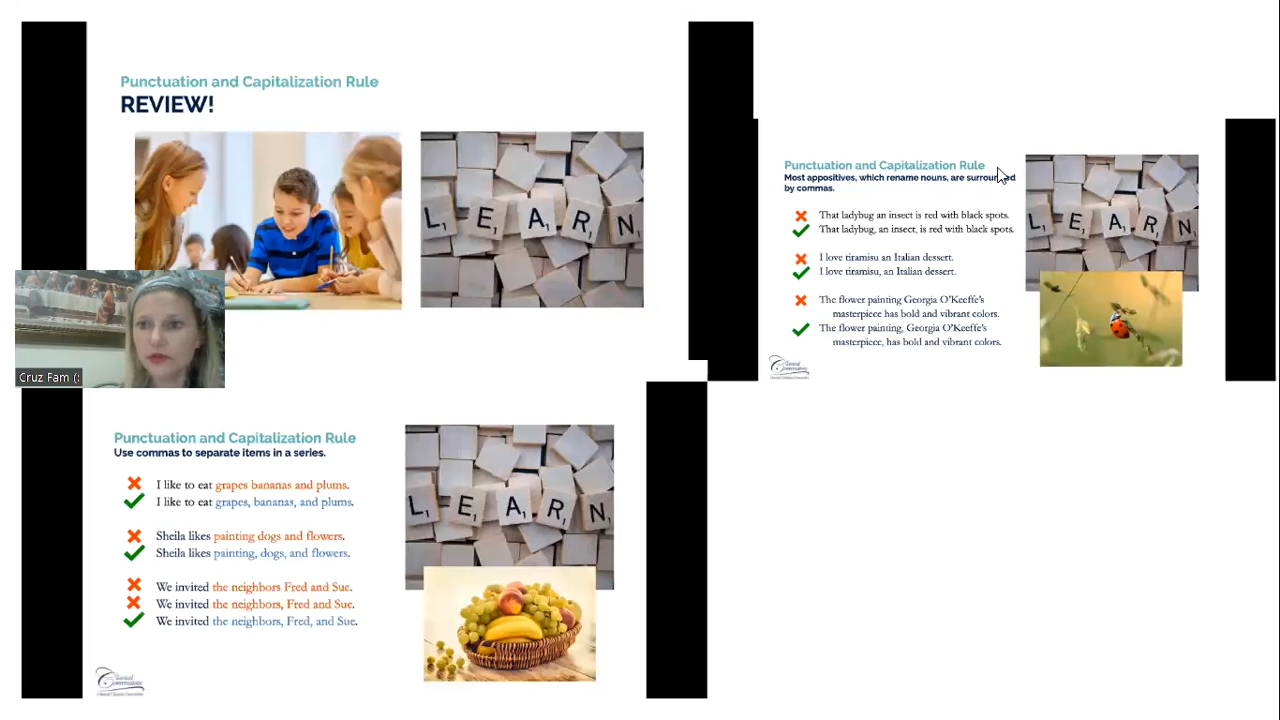 Punctuation and Capitalization Rule
REVIEW!
L E A R N
Cruz Fam (
Punctuation and Capitalization Rule
Most appositives, which rename nouns, are surrounded
by commas.
That ladybug an insect is red with black spots.
That ladybug, an insect, is red with black spots.
I love tiramisu an Italian dessert.
I love tiramisu, an Italian dessert.
The flower painting Georgia O'Keeffe's
masterpiece has bold and vibrant colors.
The flower painting, Georgia O'Keeffe's
masterpiece, has bold and vibrant colors.
L E A R N
Classical
Conversations
Punctuation and Capitalization Rule
Use commas to separate items in a series.
I like to eat grapes bananas and plums.
I like to eat grapes, bananas, and plums.
Sheila likes painting dogs and flowers.
Sheila likes painting, dogs, and flowers.
We invited the neighbors Fred and Sue.
We invited the neighbors, Fred and Sue.
We invited the neighbors, Fred, and Sue.
L E A R N
Classical
Conversations